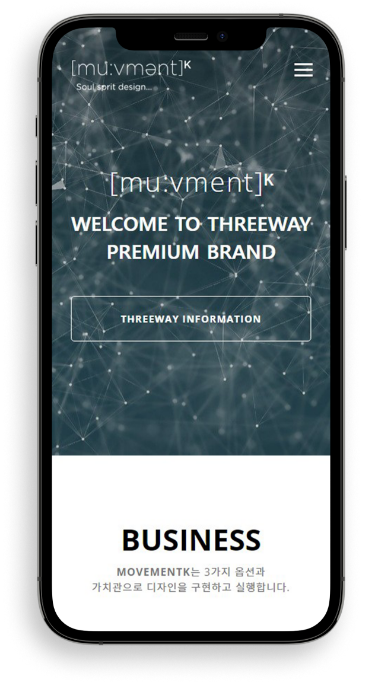 [mu:vmənt]K
Soul,sprit design...
[mu:vment]K
WELCOME TO THREEWAY
PREMIUM BRAND
THREEWAY INFORMATION
BUSINESS
MOVEMENTK는 3가지 옵션과
가치관으로 디자인을 구현하고 실행합니다.